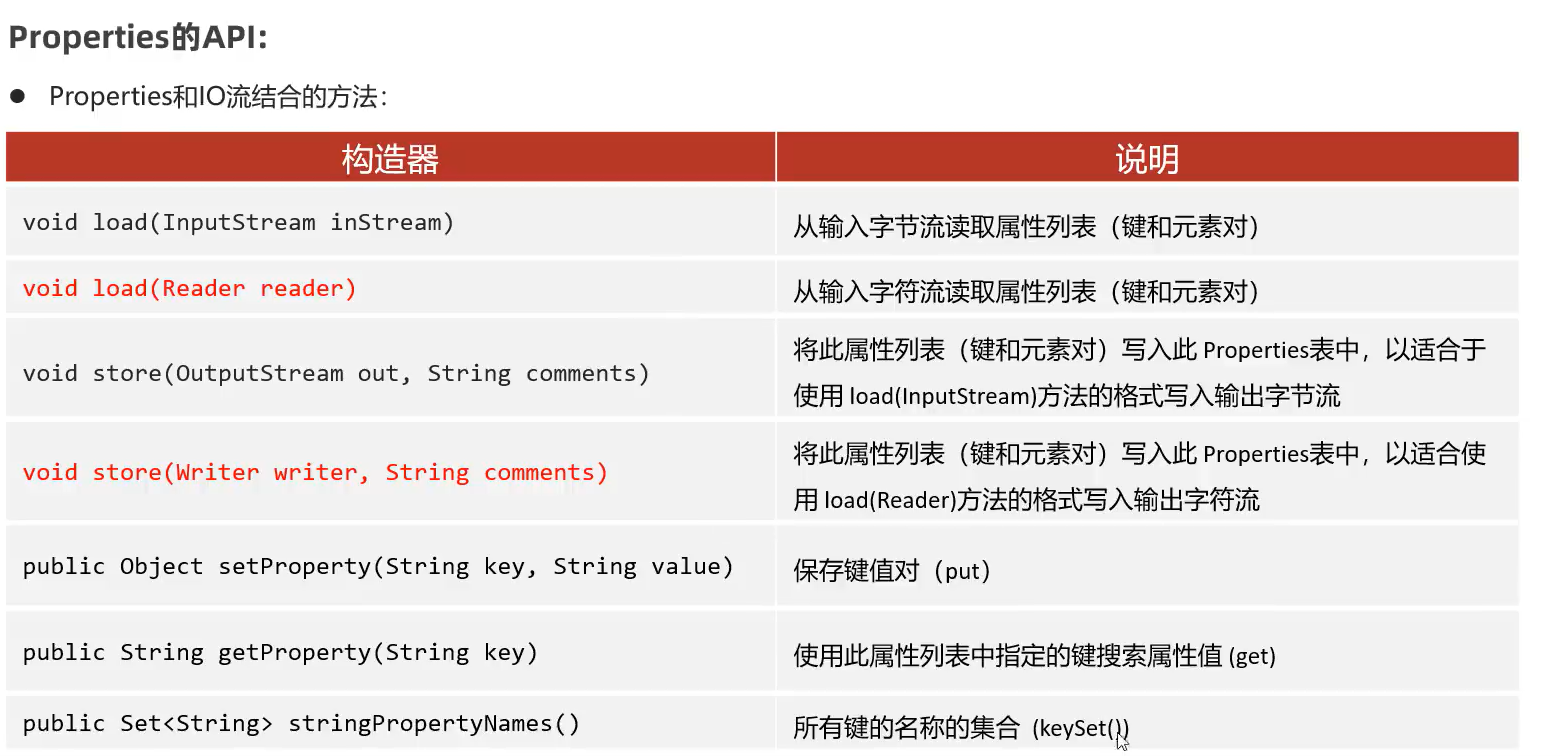 Properties的API:
● Properties和IO流结合的方法：
构造器 说明
void load(InputStream inStream) 从输入字节流读取属性列表（键和元素对）
void load(Reader reader) 从输入字符流读取属性列表（键和元素对）
void store(OutputStream out, String comments) 将此属性列表（键和元素对）写入此 Properties表中，以适合于
使用 load(InputStream)方法的格式写入输出字节流
void store(Writer writer, String comments) 将此属性列表（键和元素对）写入此 Properties表中，以适合使
用 load(Reader)方法的格式写入输出字符流
public Object setProperty(String key, String value) 保存键值对（put）
public String getProperty(String key) 使用此属性列表中指定的键搜索属性值 (get)
public Set<String> stringPropertyNames() 所有键的名称的集合 (keySet())